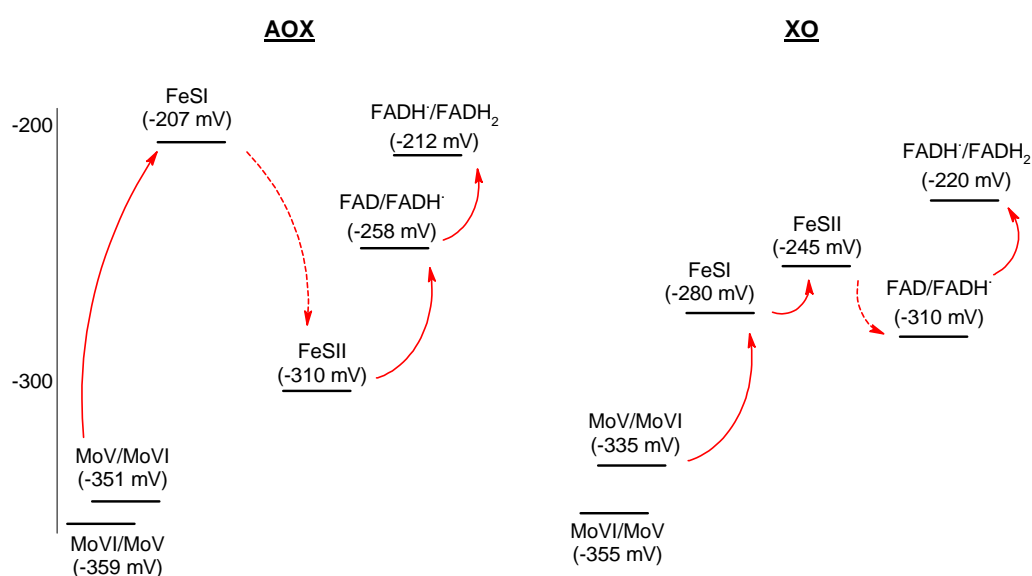 AOX
XO
-200
-300
FeSI
(-207 mV)
FADH·/FADH₂
(-212 mV)
FAD/FADH·
(-258 mV)
FeSII
(-310 mV)
MoV/MoVI
(-351 mV)
MoVI/MoV
(-359 mV)
FADH·/FADH₂
(-220 mV)
FeSII
(-245 mV)
FeSI
(-280 mV)
FAD/FADH·
(-310 mV)
MoV/MoVI
(-335 mV)
MoVI/MoV
(-355 mV)